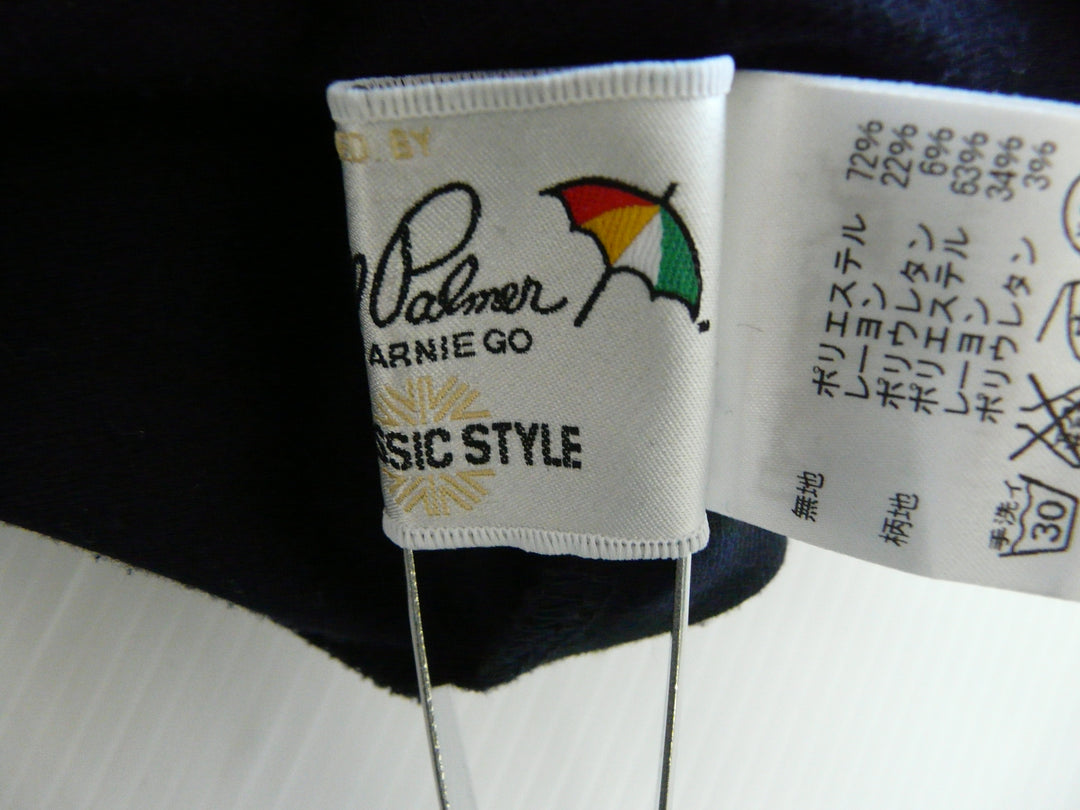 ED BY
Palmer
ARNIE GO
SSIC STYLE
無地
ポリエステル 72%
レーヨン 22%
ポリウレタン 6%
柄地
ポリエステル 63%
レーヨン 34%
ポリウレタン 3%
手洗イ
30